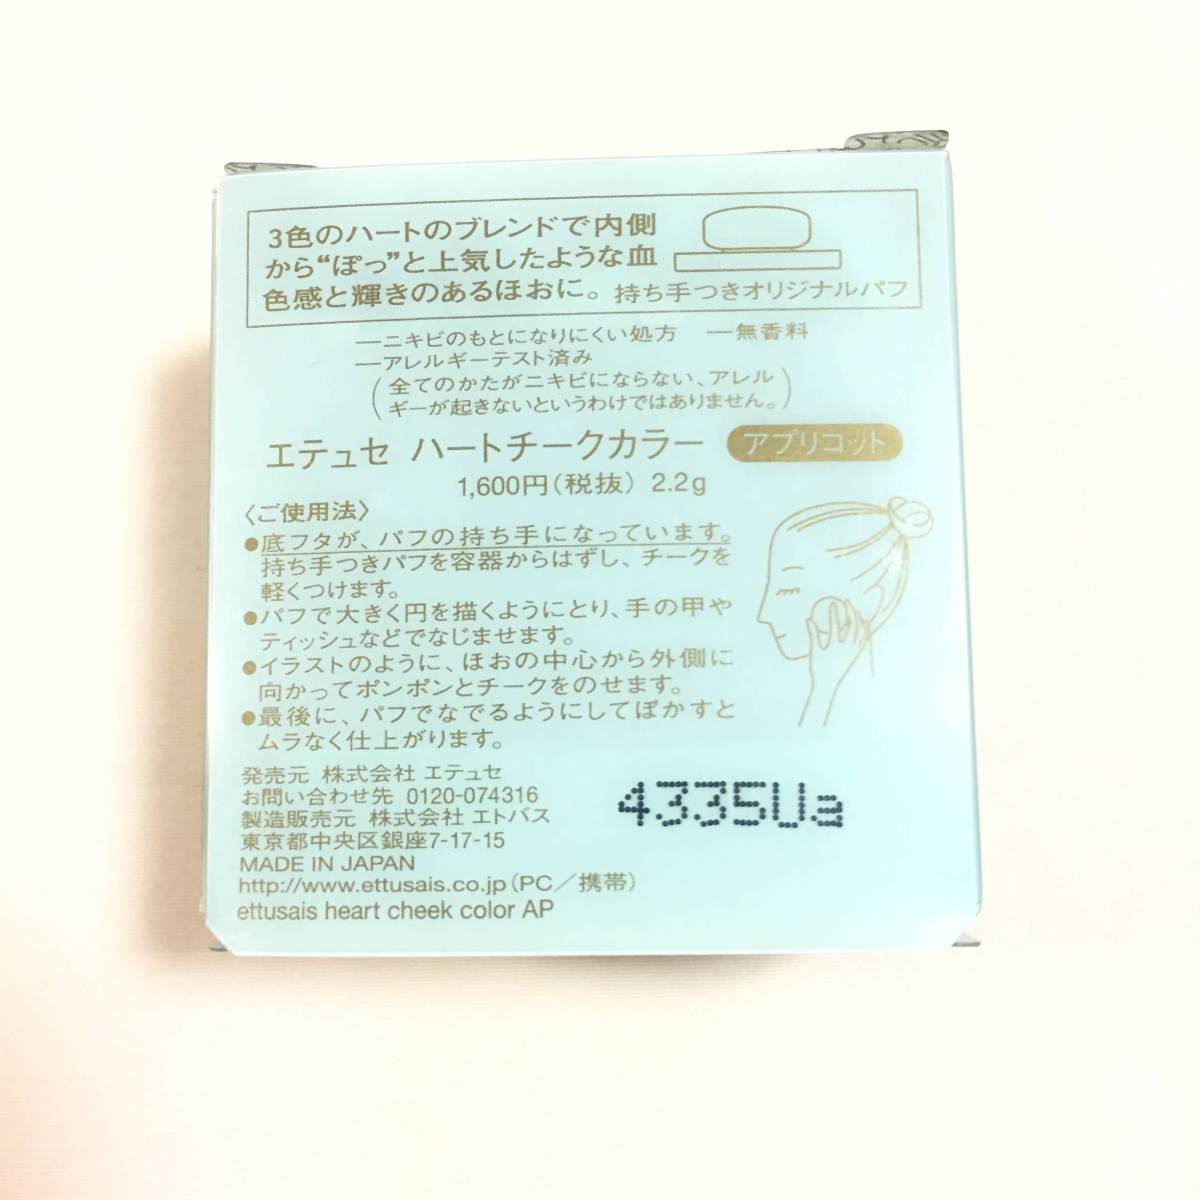 3色のハートのブレンドで内側
から“ぽっ”と上気したような血
色感と輝きのあるほおに。 持ち手つきオリジナルパフ
—ニキビのもとになりにくい処方 —無香料
—アレルギーテスト済み
(全てのかたがニキビにならない、アレル
ギーが起きないというわけではありません。)
エテュセ ハートチークカラー アプリコット
1,600円(税抜) 2.2g
〈ご使用法〉
●底フタが、パフの持ち手になっています。
持ち手つきパフを容器からはずし、チークを
軽くつけます。
●パフで大きく円を描くようにとり、手の甲や
ティッシュなどでなじませます。
●イラストのように、ほおの中心から外側に
向かってポンポンとチークをのせます。
●最後に、パフでなでるようにしてぼかすと
ムラなく仕上がります。
発売元 株式会社 エテュセ
お問い合わせ先 0120-074316
製造販売元 株式会社 エトバス
東京都中央区銀座7-17-15
MADE IN JAPAN
http://www.ettusais.co.jp(PC/携帯)
ettusais heart cheek color AP
4335Ua